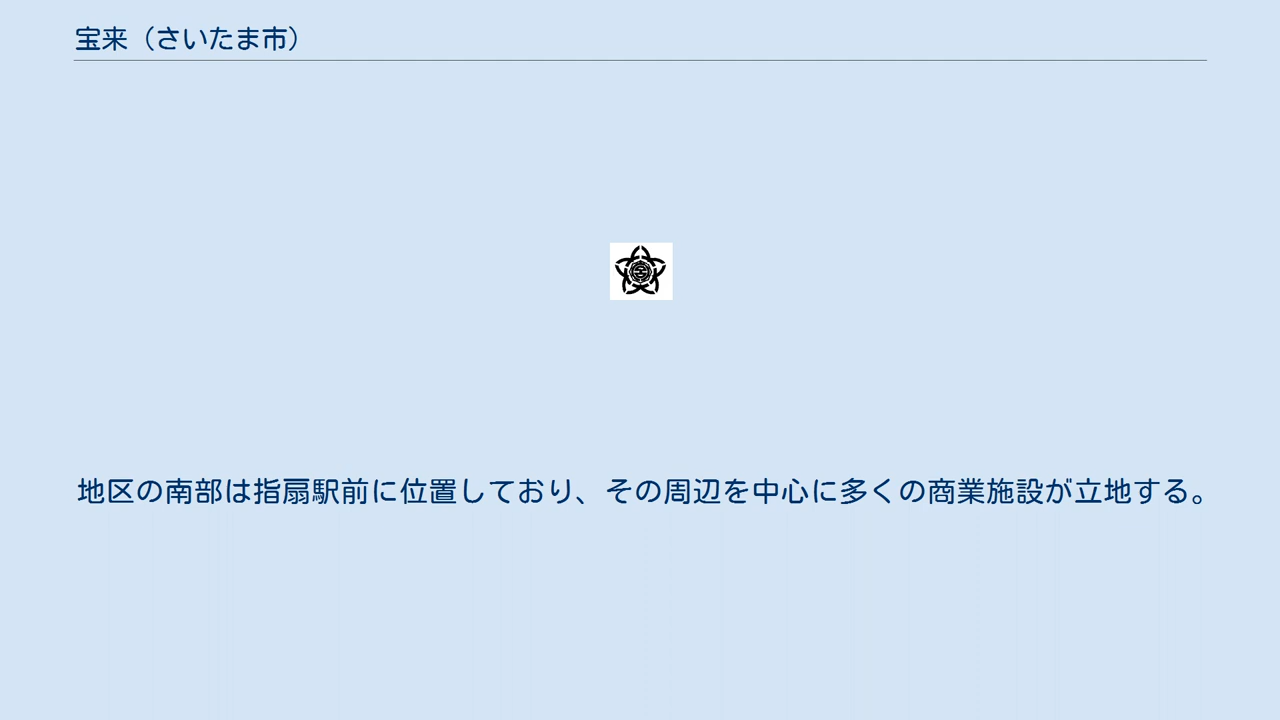 宝来（さいたま市）
地区の南部は指扇駅前に位置しており、その周辺を中心に多くの商業施設が立地する。